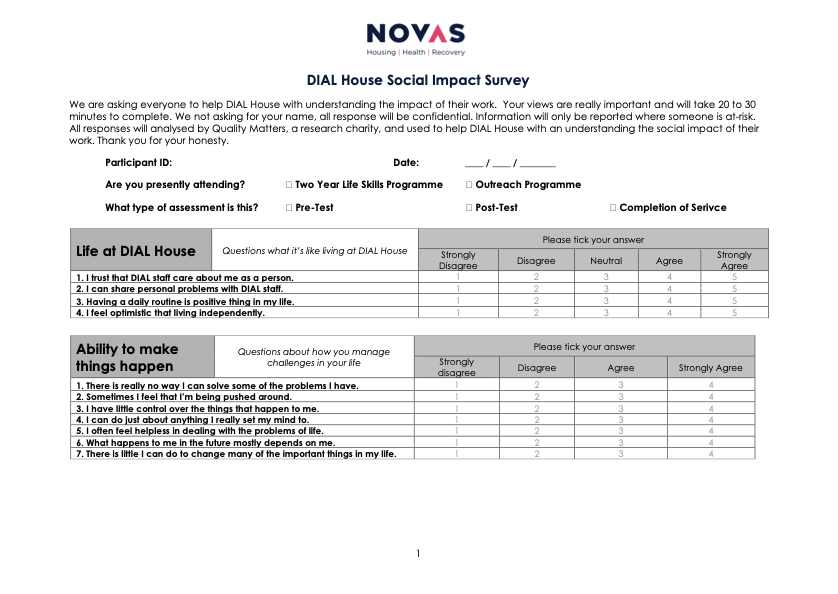 NOVAS
Housing | Health | Recovery
DIAL House Social Impact Survey
We are asking everyone to help DIAL House with understanding the impact of their work.  Your views are really important and will take 20 to 30
minutes to complete. We not asking for your name, all response will be confidential. Information will only be reported where someone is at-risk.
All responses will analysed by Quality Matters, a research charity, and used to help DIAL House with an understanding the social impact of their
work. Thank you for your honesty.
Participant ID: Date: ____ / ____ / _______
Are you presently attending? □ Two Year Life Skills Programme □ Outreach Programme
What type of assessment is this? □ Pre-Test □ Post-Test □ Completion of Serivce
Life at DIAL House
Questions what it's like living at DIAL House
Please tick your answer
Strongly Disagree Disagree Neutral Agree Strongly Agree
1. I trust that DIAL staff care about me as a person. 1 2 3 4 5
2. I can share personal problems with DIAL staff. 1 2 3 4 5
3. Having a daily routine is positive thing in my life. 1 2 3 4 5
4. I feel optimistic that living independently. 1 2 3 4 5
Ability to make
things happen
Questions about how you manage
challenges in your life
Please tick your answer
Strongly disagree Disagree Agree Strongly Agree
1. There is really no way I can solve some of the problems I have. 1 2 3 4
2. Sometimes I feel that I'm being pushed around. 1 2 3 4
3. I have little control over the things that happen to me. 1 2 3 4
4. I can do just about anything I really set my mind to. 1 2 3 4
5. I often feel helpless in dealing with the problems of life. 1 2 3 4
6. What happens to me in the future mostly depends on me. 1 2 3 4
7. There is little I can do to change many of the important things in my life. 1 2 3 4
1